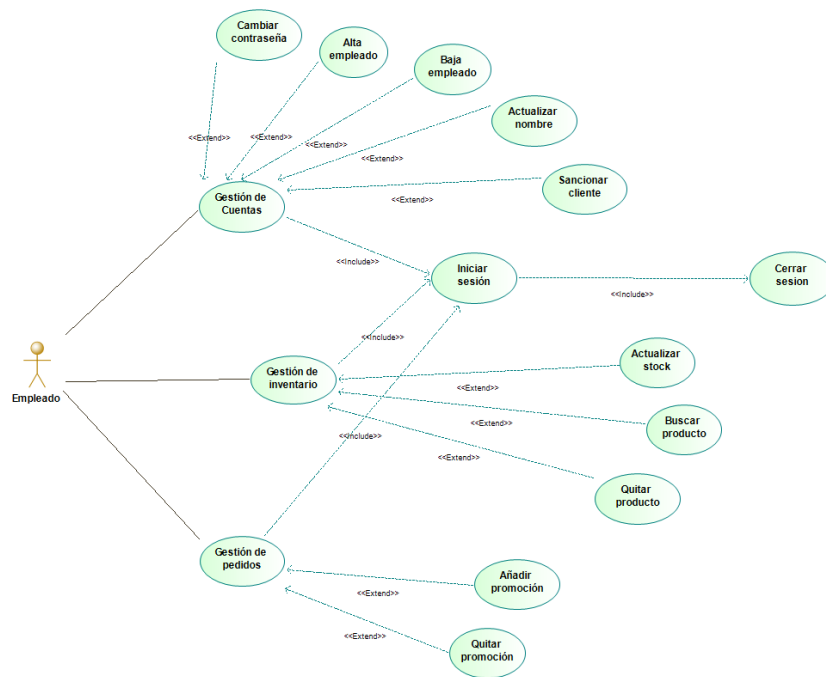 Cambiar
contraseña
Alta
empleado
Baja
empleado
Actualizar
nombre
<<Extend>>
<<Extend>>
<<Extend>>
<<Extend>>
Sancionar
cliente
<<Extend>>
Gestión de
Cuentas
<<Include>>
Iniciar
sesión
Cerrar
sesion
<<Include>>
<<Include>>
Empleado
Gestión de
inventario
Actualizar
stock
<<Extend>>
Buscar
producto
<<Extend>>
<<Include>>
<<Extend>>
Quitar
producto
Gestión de
pedidos
Añadir
promoción
<<Extend>>
<<Extend>>
Quitar
promoción